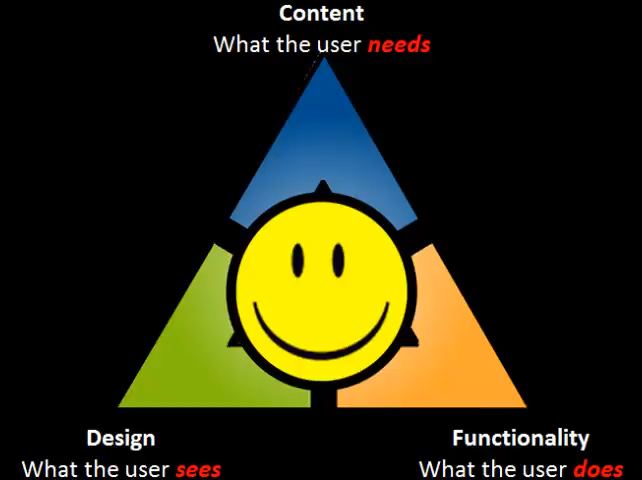 Content
What the user needs
Design
What the user sees
Functionality
What the user does